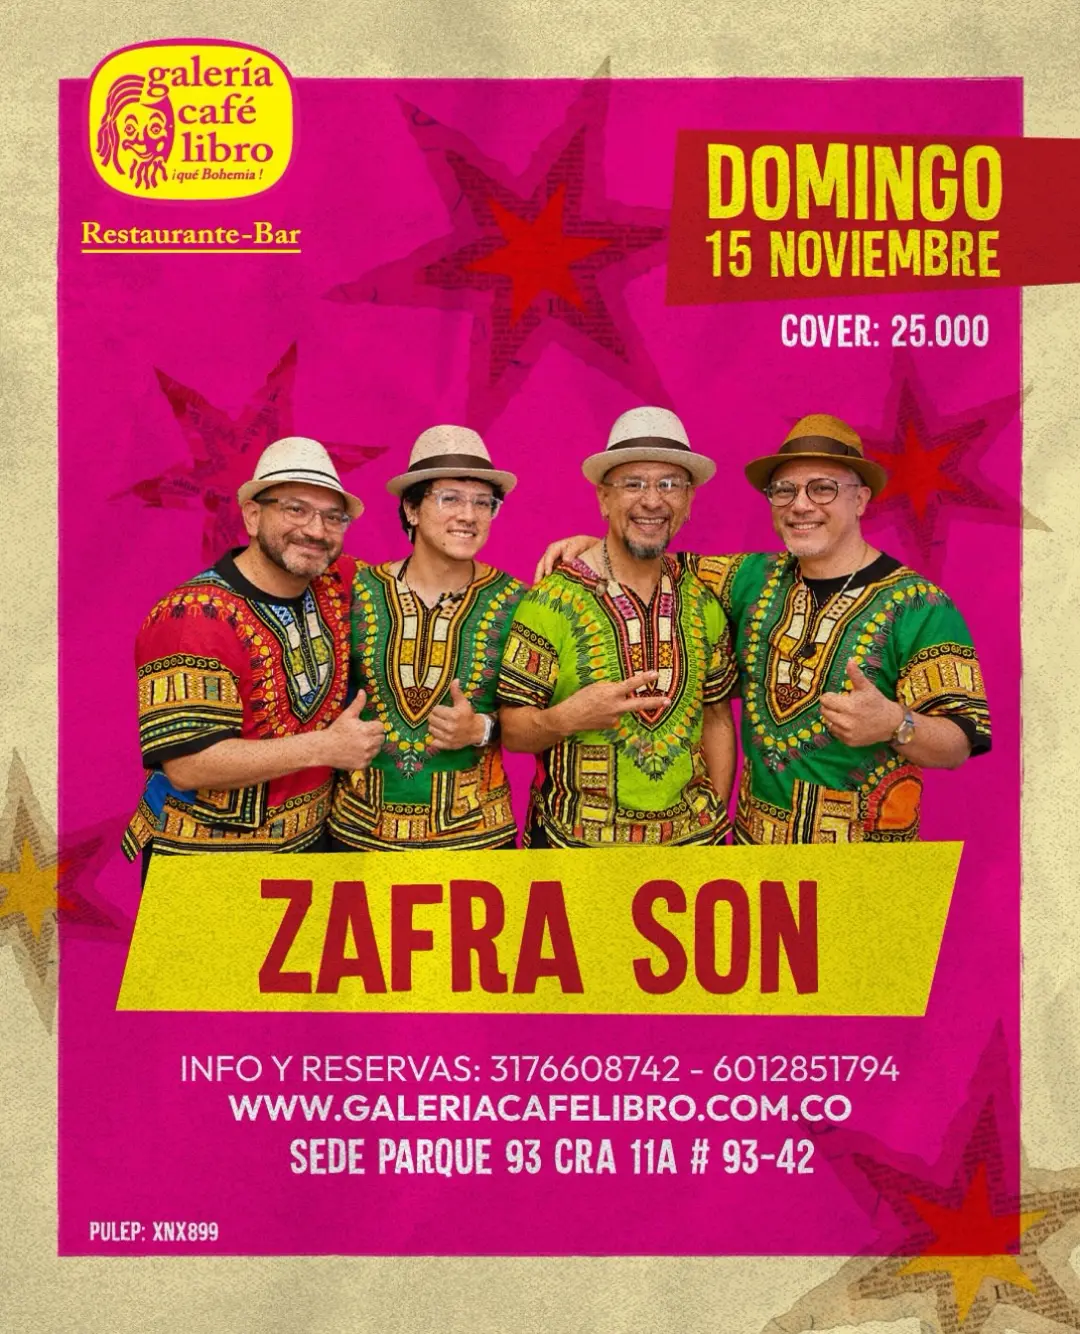 galería
café
libro
¡qué Bohemia!
Restaurante-Bar
DOMINGO
15 NOVIEMBRE
COVER: 25.000
ZAFRA SON
INFO Y RESERVAS: 3176608742 - 6012851794
WWW.GALERIACAFELIBRO.COM.CO
SEDE PARQUE 93 CRA 11A # 93-42
PULEP: XNX899